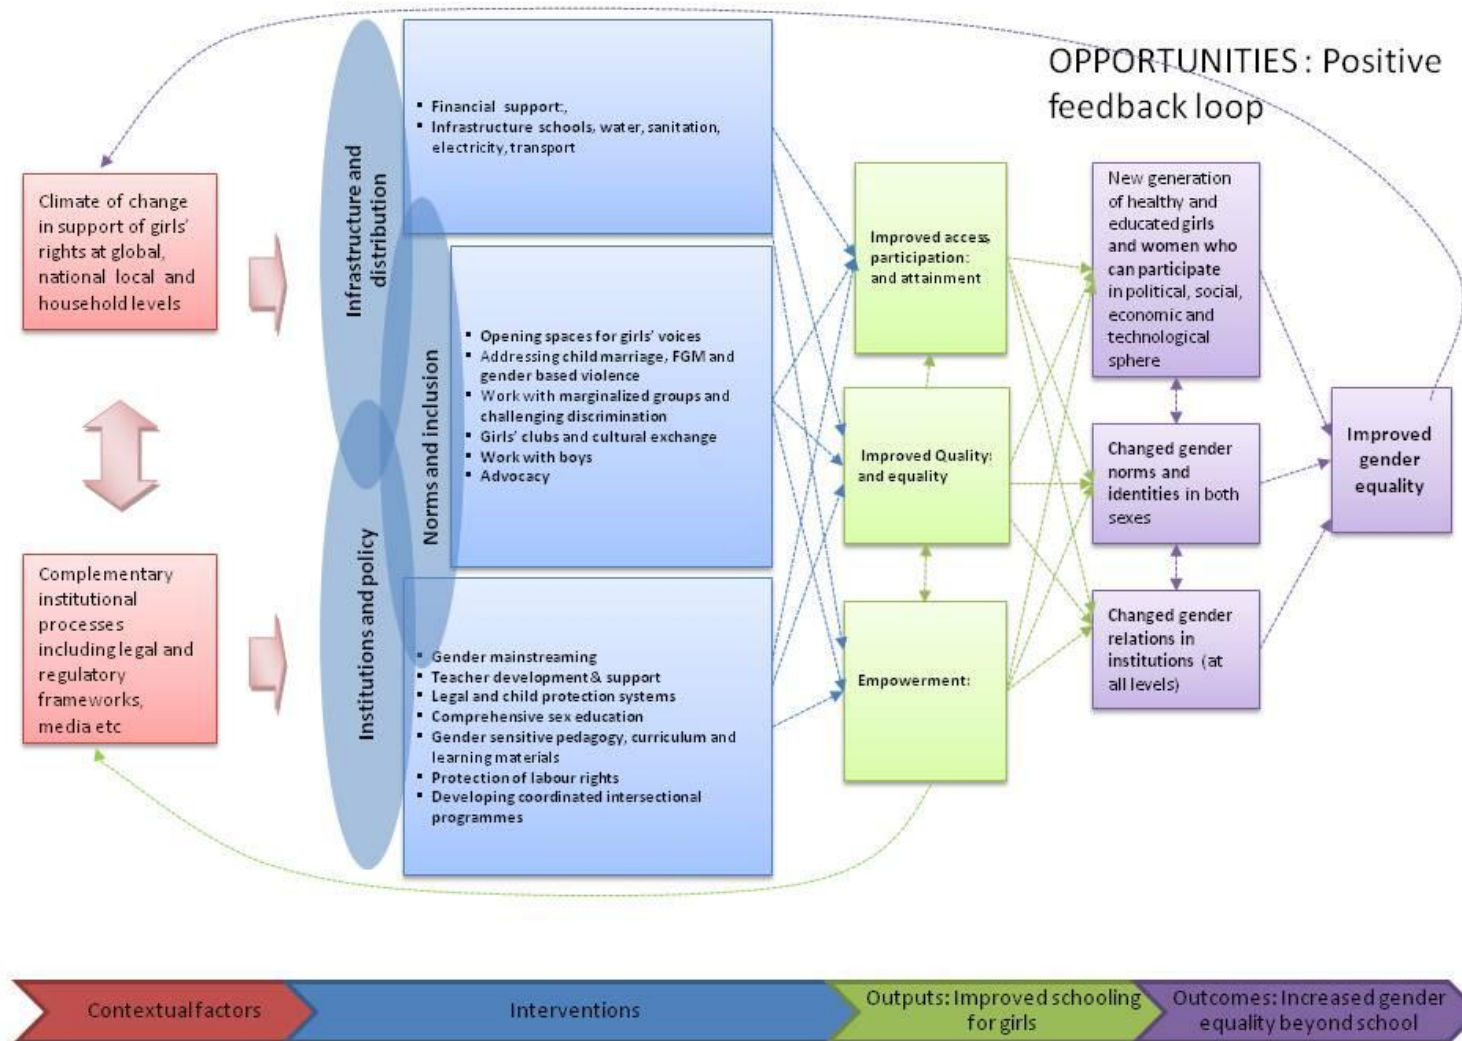 OPPORTUNITIES : Positive
feedback loop
Climate of change
in support of girls’
rights at global,
national local and
household levels
Complementary
institutional
processes
including legal and
regulatory
frameworks,
media etc
Infrastructure and
distribution
Norms and inclusion
Institutions and policy
▪ Financial support:,
▪ Infrastructure schools, water, sanitation,
electricity, transport
▪ Opening spaces for girls’ voices
▪ Addressing child marriage, FGM and
gender based violence
▪ Work with marginalized groups and
challenging discrimination
▪ Girls’ clubs and cultural exchange
▪ Work with boys
▪ Advocacy
▪ Gender mainstreaming
▪ Teacher development & support
▪ Legal and child protection systems
▪ Comprehensive sex education
▪ Gender sensitive pedagogy, curriculum and
learning materials
▪ Protection of labour rights
▪ Developing coordinated intersectional
programmes
Improved access,
participation:
and attainment
Improved Quality:
and equality
Empowerment:
New generation
of healthy and
educated girls
and women who
can participate
in political, social,
economic and
technological
sphere
Changed gender
norms and
identities in both
sexes
Changed gender
relations in
institutions (at
all levels)
Improved
gender
equality
Contextual factors
Interventions
Outputs: Improved schooling
for girls
Outcomes: Increased gender
equality beyond school